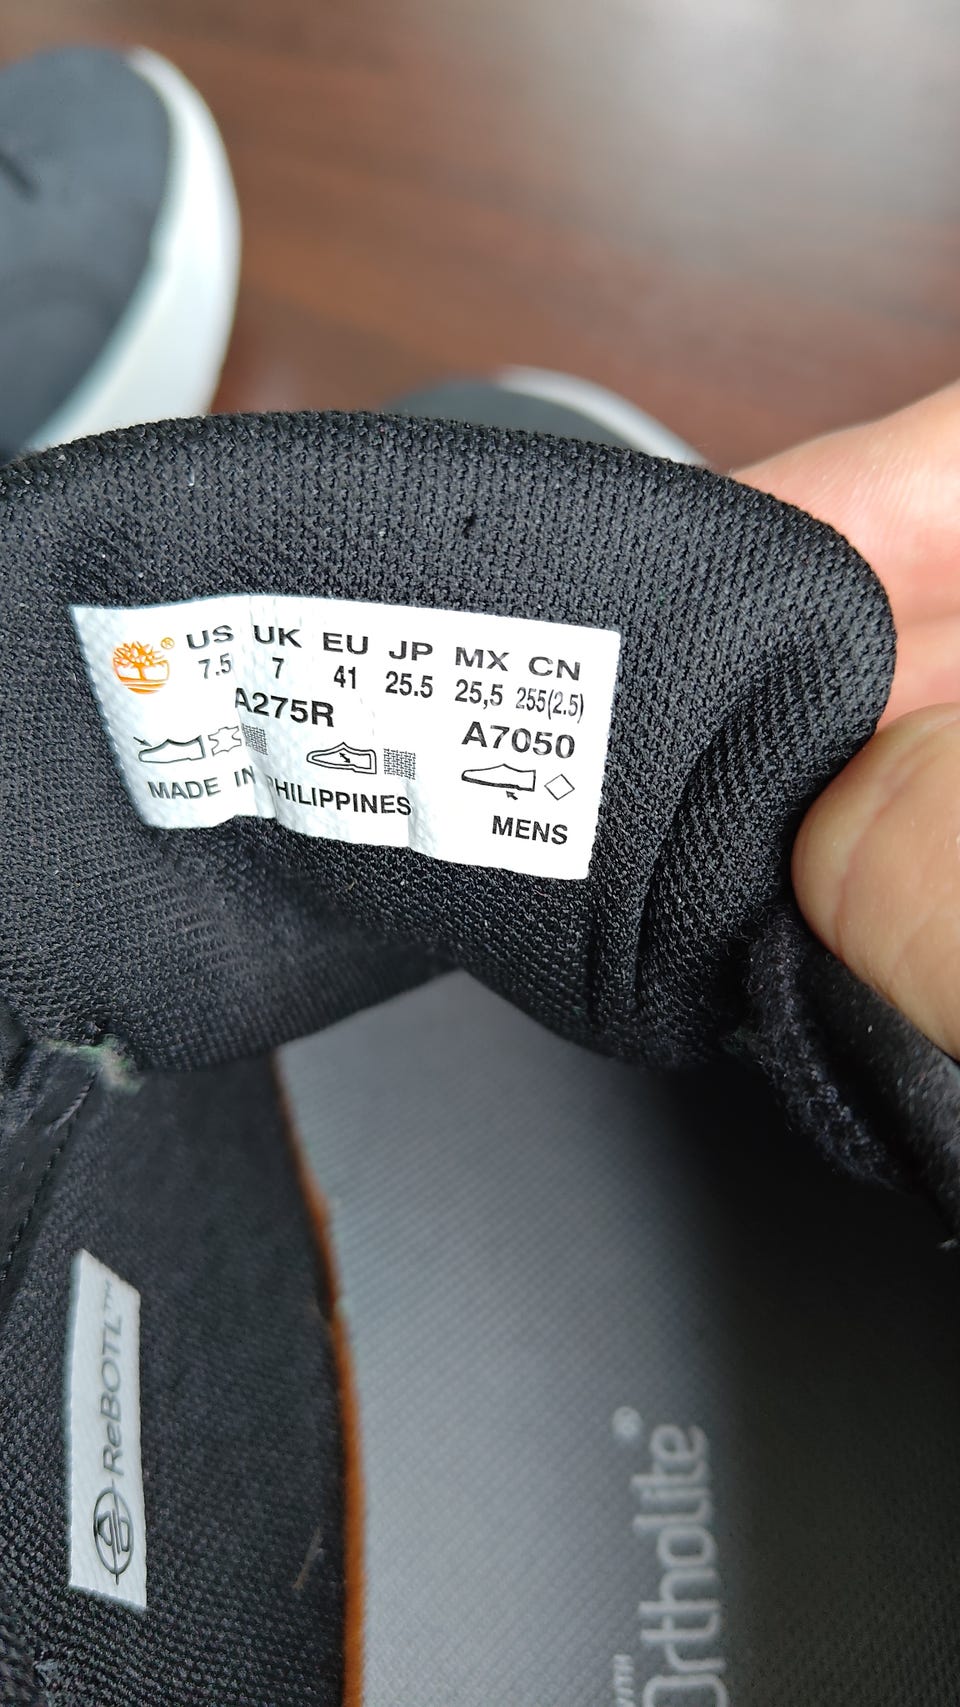 ® US UK EU JP MX CN
7.5 7 41 25.5 25,5 255(2.5)
A275R A7050
MADE IN PHILIPPINES MENS
ReBOTL™
WITH
Ortholite®